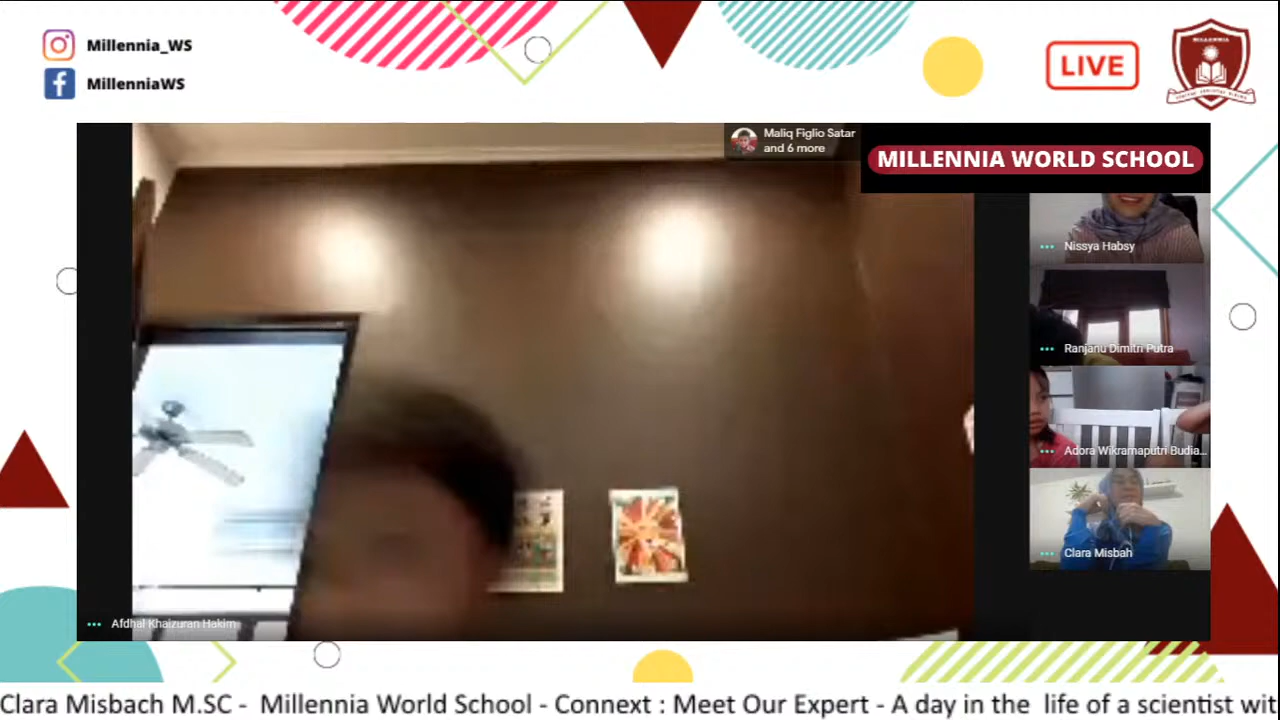 Millennia_WS
MillenniaWS
LIVE
MILLENNIA
Maliq Figlio Satar
and 6 more
MILLENNIA WORLD SCHOOL
Nissya Habsy
Ranjanu Dimitri Putra
Adora Wikramaputri Budia...
Clara Misbah
Afdhal Khaizuran Hakim
Clara Misbach M.SC - Millennia World School - Connext : Meet Our Expert - A day in the life of a scientist wit